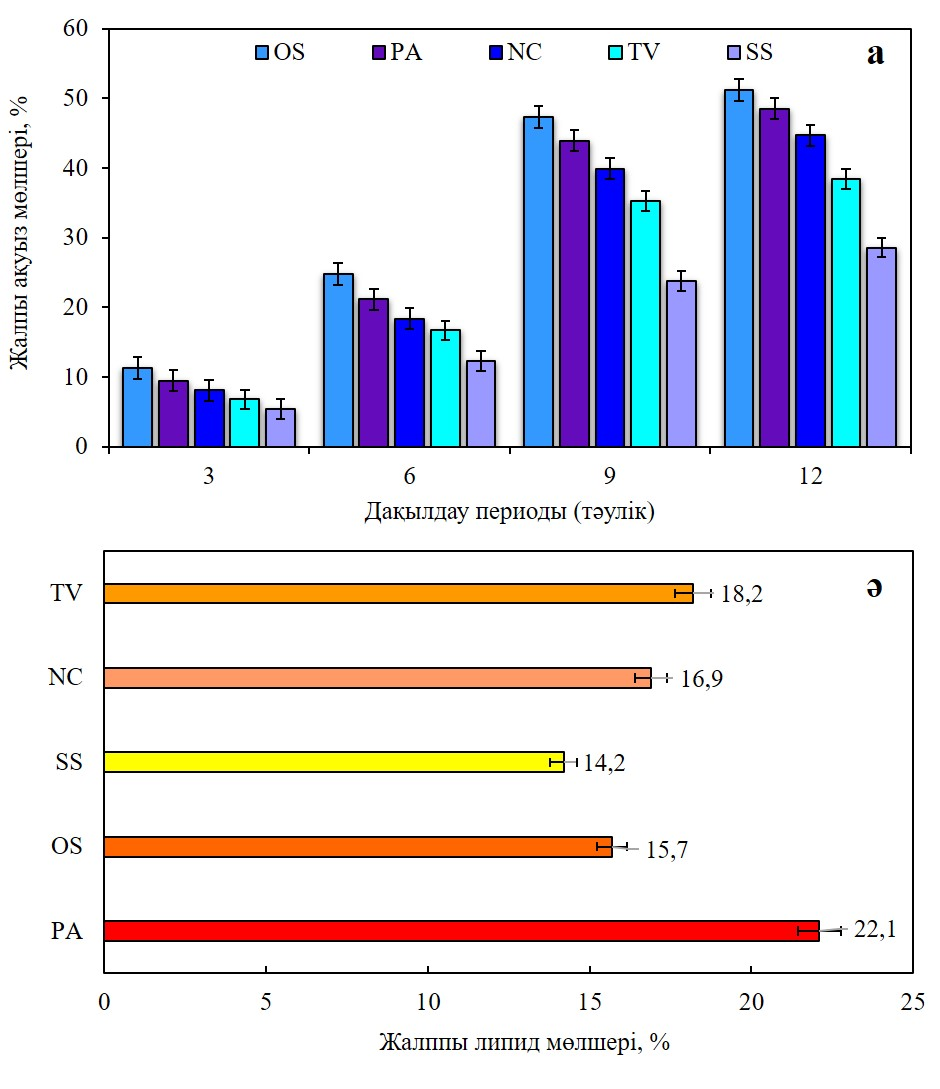 60
OS PA NC TV SS
а
50
40
30
20
10
0
Жалпы ақуыз мөлшері, %
3 6 9 12
Дақылдау периоды (тәулік)
ә
TV 18,2
NC 16,9
SS 14,2
OS 15,7
PA 22,1
0 5 10 15 20 25
Жалппы липид мөлшері, %